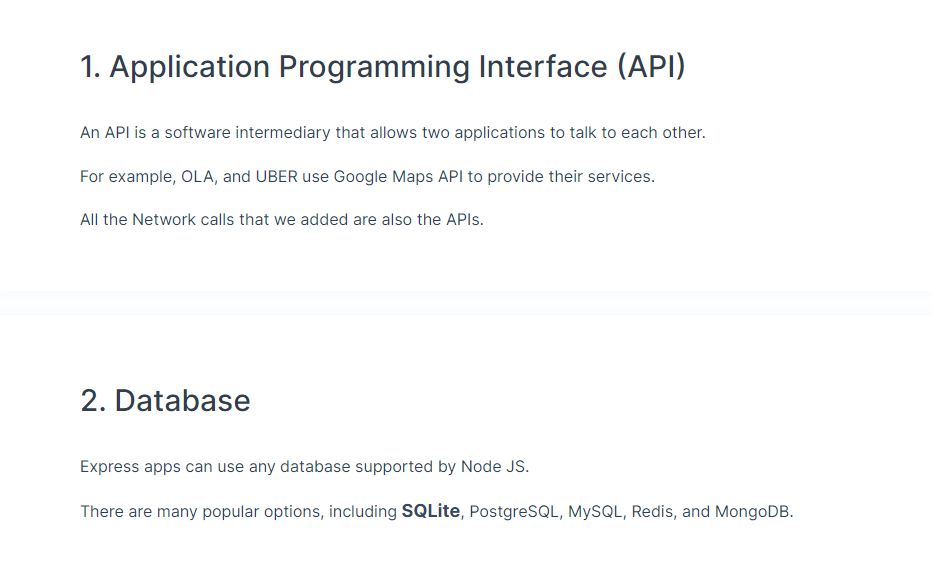 1. Application Programming Interface (API)
An API is a software intermediary that allows two applications to talk to each other.
For example, OLA, and UBER use Google Maps API to provide their services.
All the Network calls that we added are also the APIs.
2. Database
Express apps can use any database supported by Node JS.
There are many popular options, including SQLite, PostgreSQL, MySQL, Redis, and MongoDB.